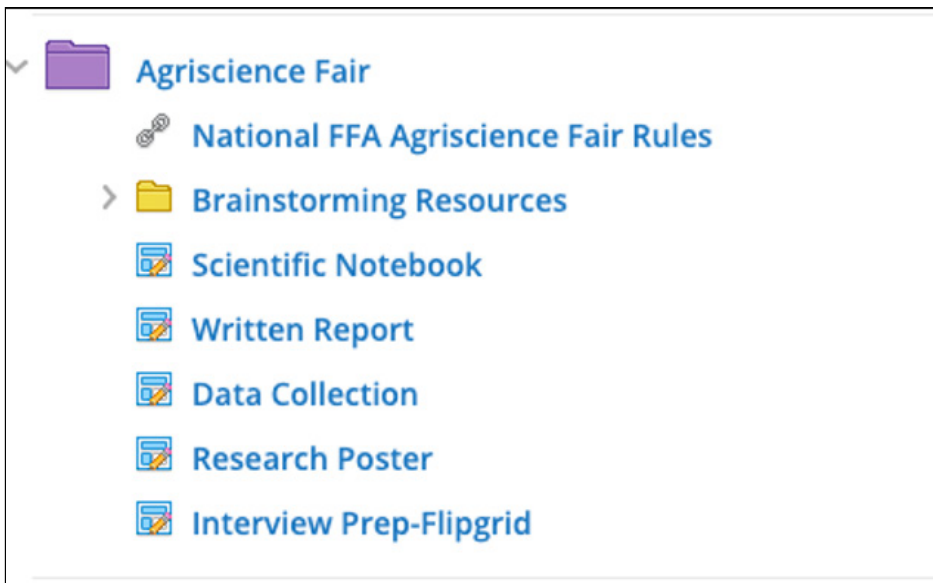 Agriscience Fair
National FFA Agriscience Fair Rules
Brainstorming Resources
Scientific Notebook
Written Report
Data Collection
Research Poster
Interview Prep-Flipgrid